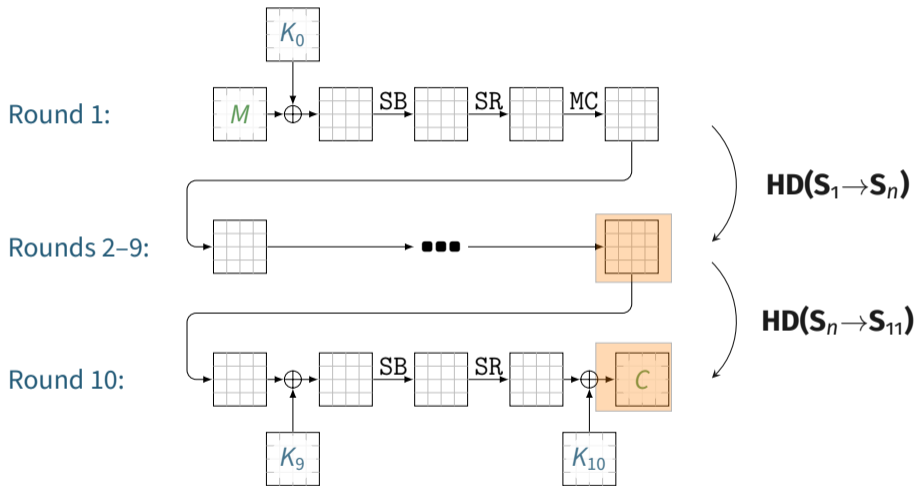 K₀
Round 1: M SB SR MC
HD(S₁→Sₙ)
Rounds 2–9:
HD(Sₙ→S₁₁)
Round 10: SB SR C
K₉ K₁₀